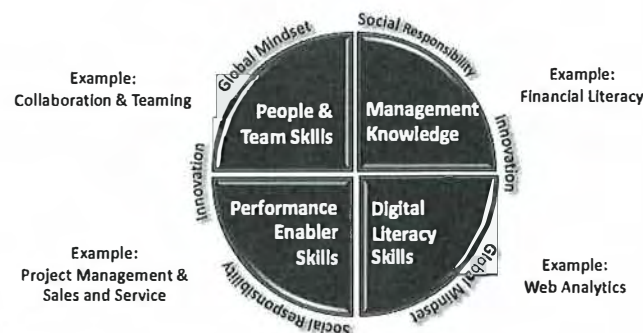 Social Responsibility
Global Mindset
Example:
Collaboration & Teaming
People &
Team Skills
Management
Knowledge
Example:
Financial Literacy
Innovation
Innovation
Performance
Enabler
Skills
Digital
Literacy
Skills
Example:
Project Management &
Sales and Service
Example:
Web Analytics
Social Responsibility
Global Mindset